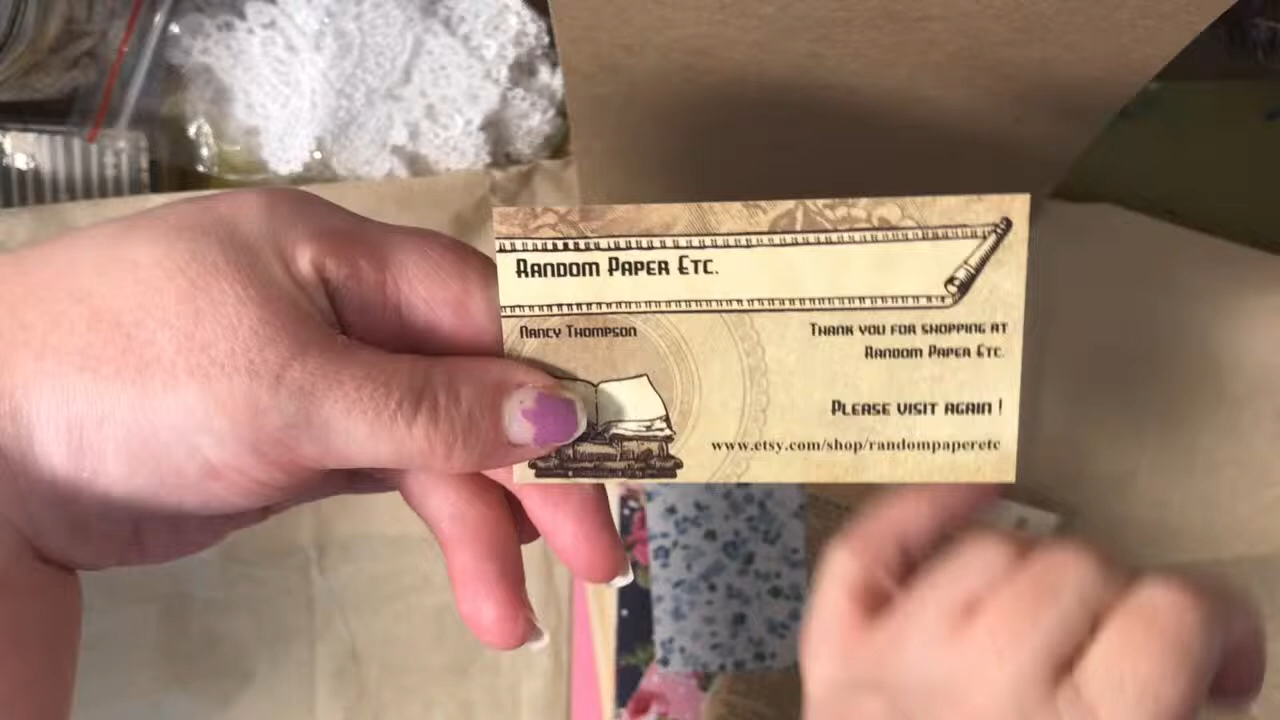 Random Paper Etc.
Nancy Thompson
Thank you for shopping at
Random Paper Etc.
Please visit again !
www.etsy.com/shop/randompaperetc